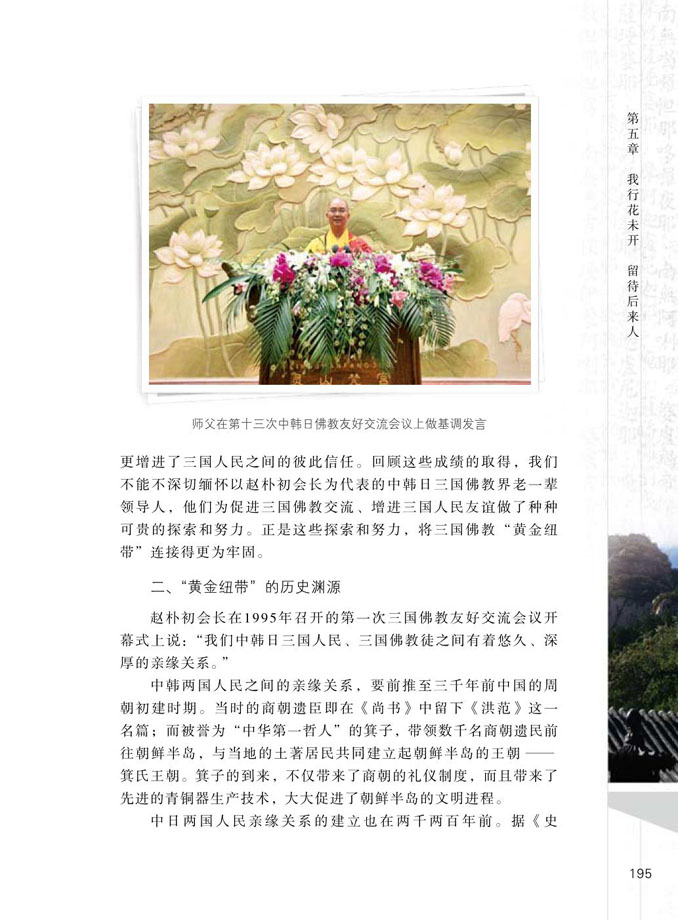 第五章 我行花未开 留待后来人
师父在第十三次中韩日佛教友好交流会议上做基调发言
更增进了三国人民之间的彼此信任。回顾这些成绩的取得，我们
不能不深切缅怀以赵朴初会长为代表的中韩日三国佛教界老一辈
领导人，他们为促进三国佛教交流、增进三国人民友谊做了种种
可贵的探索和努力。正是这些探索和努力，将三国佛教“黄金纽
带”连接得更为牢固。
二、“黄金纽带”的历史渊源
赵朴初会长在1995年召开的第一次三国佛教友好交流会议开
幕式上说：“我们中韩日三国人民、三国佛教徒之间有着悠久、深
厚的亲缘关系。”
中韩两国人民之间的亲缘关系，要前推至三千年前中国的周
朝初建时期。当时的商朝遗臣即在《尚书》中留下《洪范》这一
名篇；而被誉为“中华第一哲人”的箕子，带领数千名商朝遗民前
往朝鲜半岛，与当地的土著居民共同建立起朝鲜半岛的王朝 ——
箕氏王朝。箕子的到来，不仅带来了商朝的礼仪制度，而且带来了
先进的青铜器生产技术，大大促进了朝鲜半岛的文明进程。
中日两国人民亲缘关系的建立也在两千两百年前。据《史
195